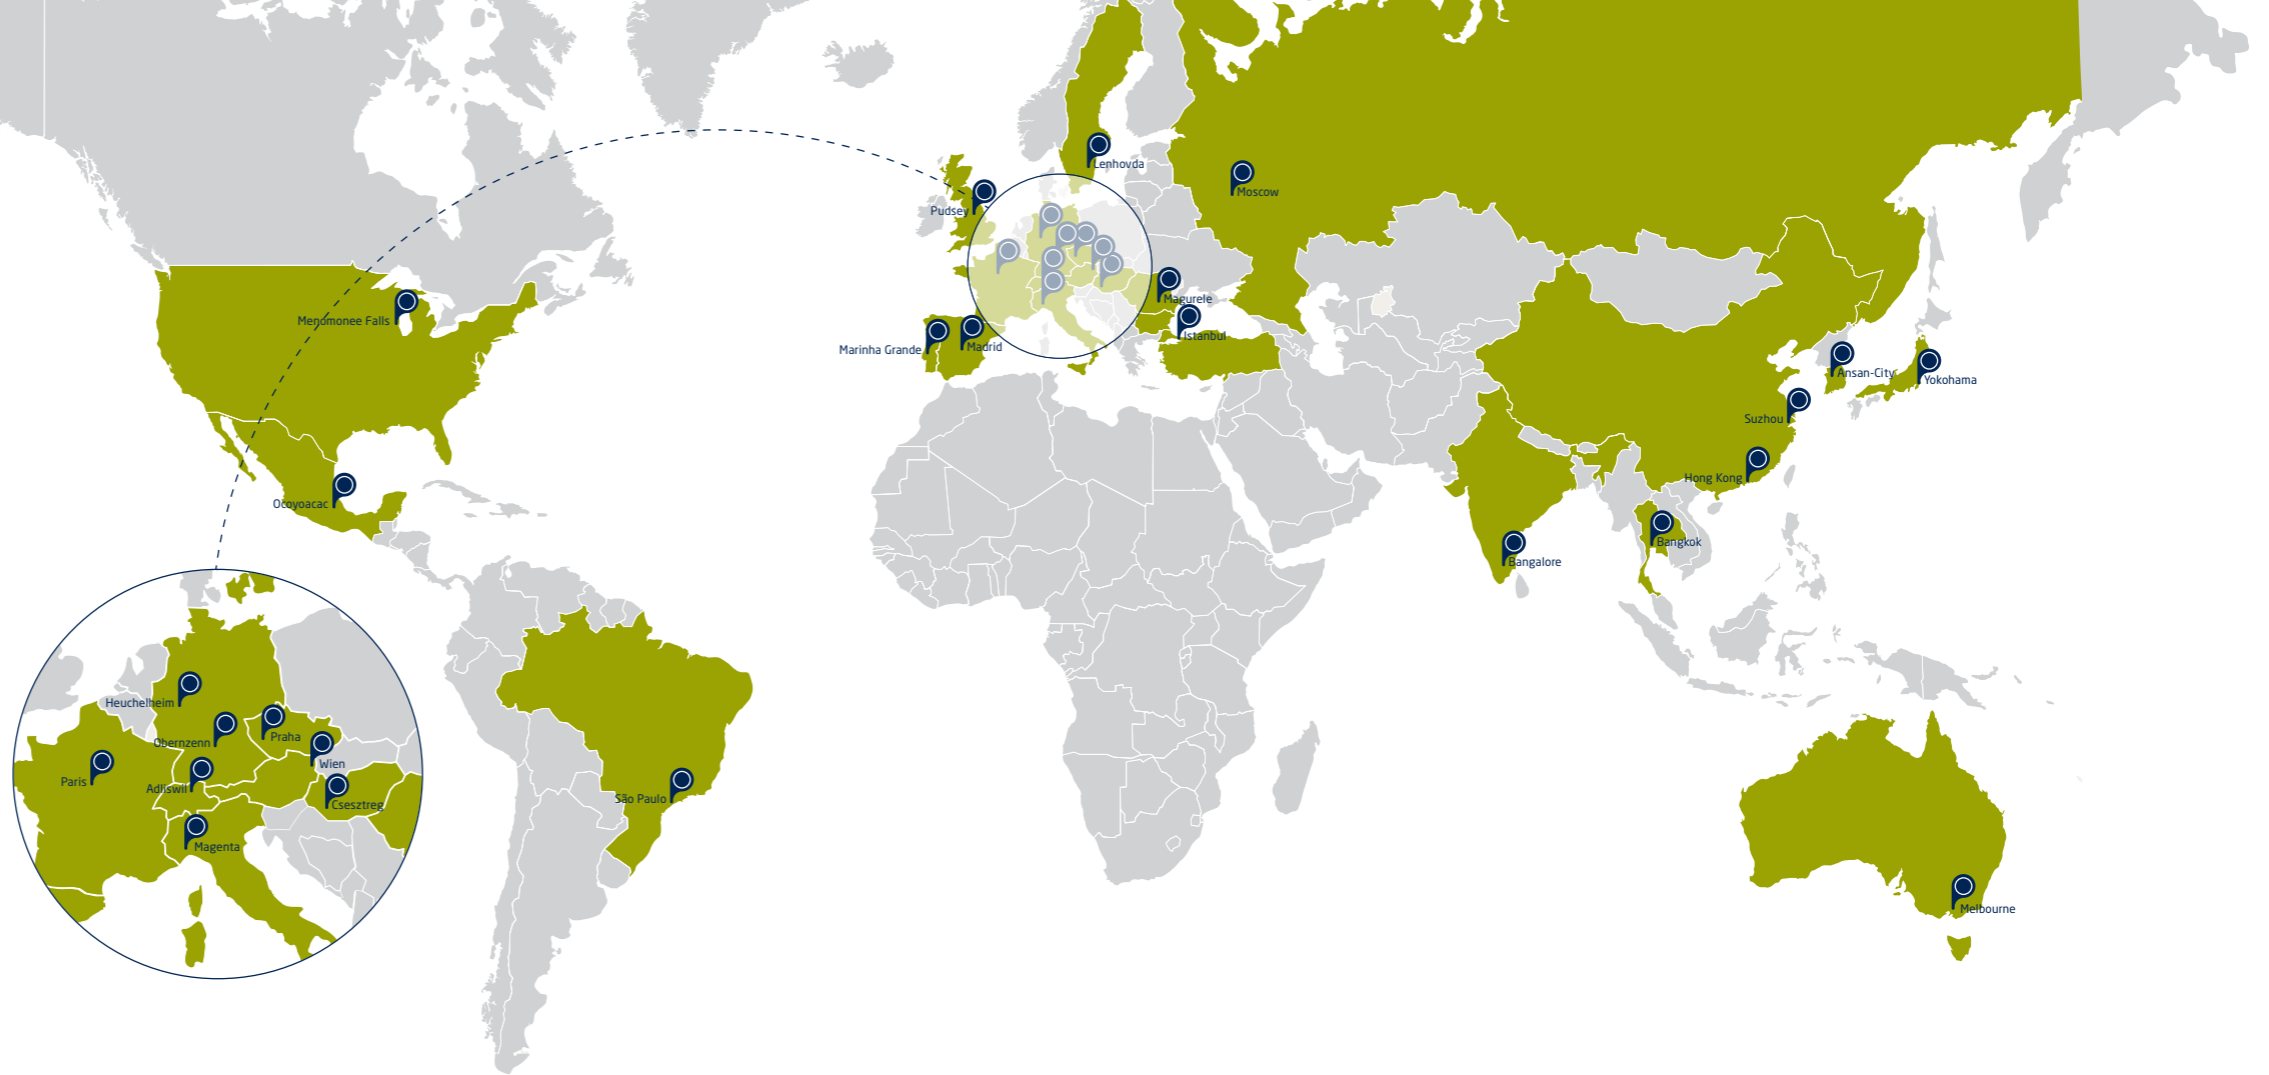 Lenhovda
Moscow
Pudsey
Magurele
Menomonee Falls
Istanbul
Marinha Grande
Madrid
Ansan-City
Yokohama
Suzhou
Hong Kong
Ocoyoacac
Bangkok
Bangalore
Heuchelheim
Obernzenn
Praha
Wien
Paris
Adliswil
Csesztreg
Magenta
São Paulo
Melbourne